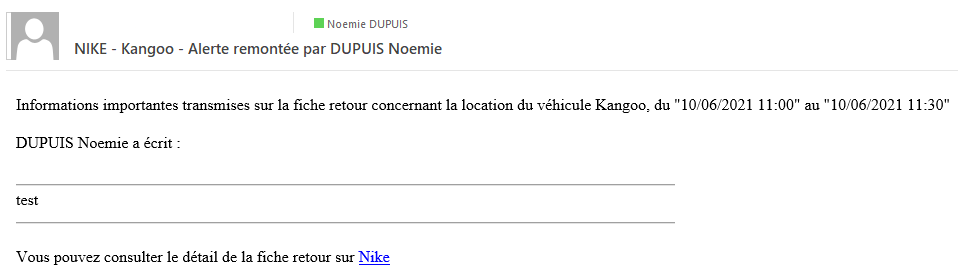 Noemie DUPUIS
NIKE - Kangoo - Alerte remontée par DUPUIS Noemie
Informations importantes transmises sur la fiche retour concernant la location du véhicule Kangoo, du "10/06/2021 11:00" au "10/06/2021 11:30"
DUPUIS Noemie a écrit :
test
Vous pouvez consulter le détail de la fiche retour sur Nike